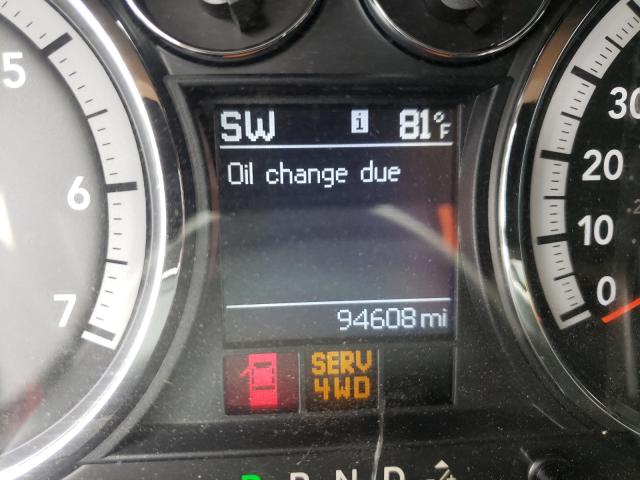 5
6
7
SW i 81°F
Oil change due
94608 mi
SERV
4WD
30
20
10
0
P R N D